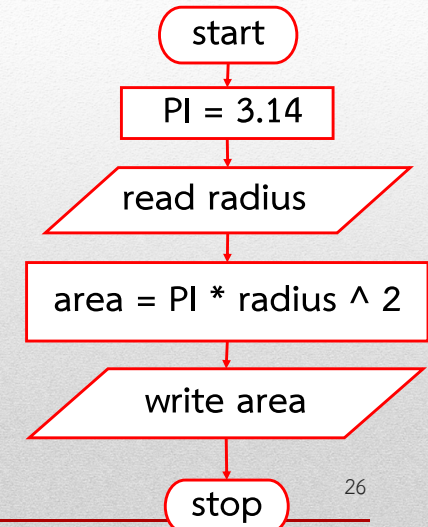 start
PI = 3.14
read radius
area = PI * radius ^ 2
write area
26
stop